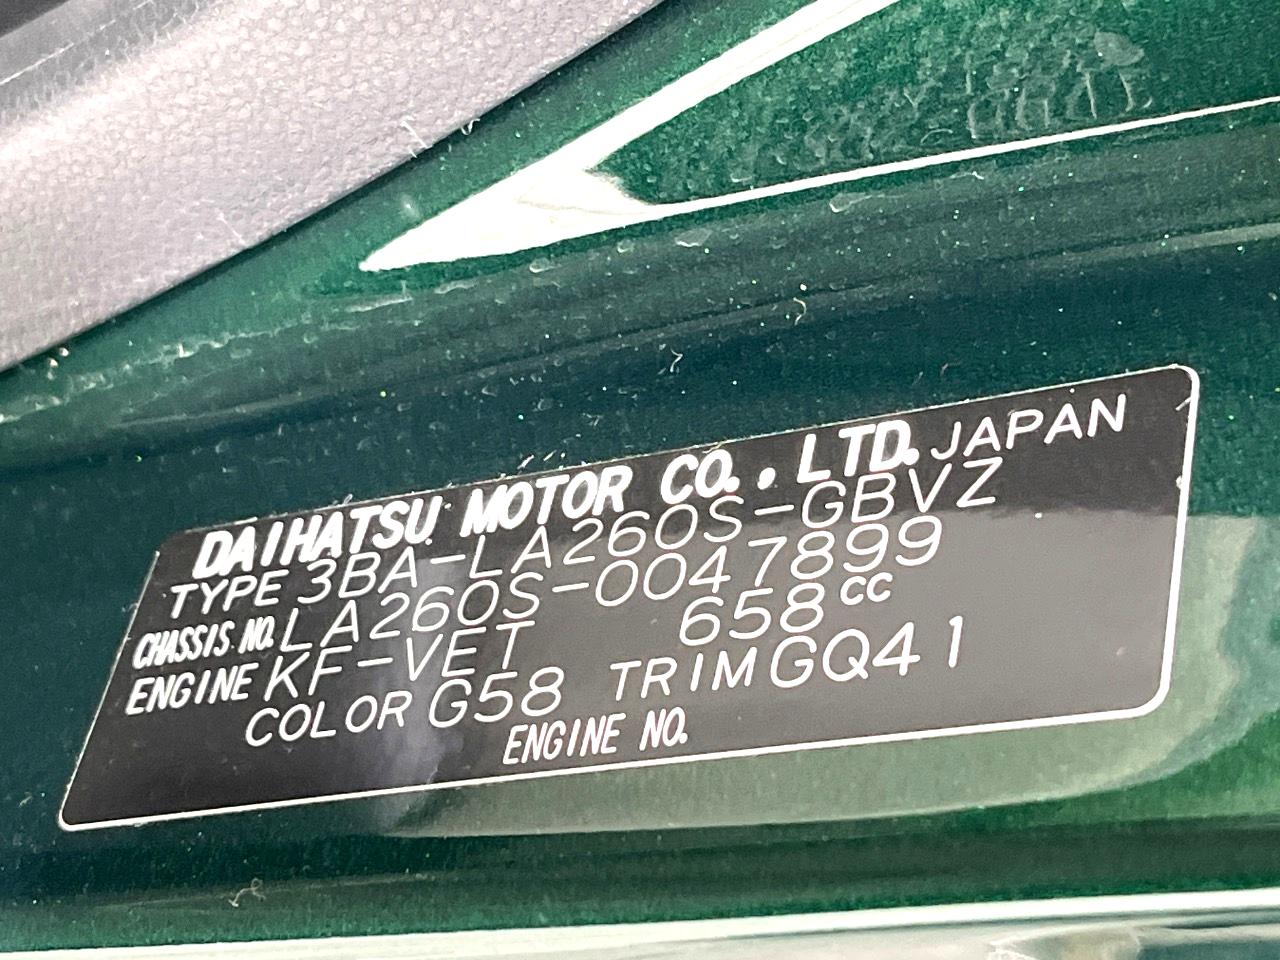 DAIHATSU MOTOR CO., LTD. JAPAN
TYPE 3BA-LA260S-GBVZ
CHASSIS NO. LA260S-0047899
ENGINE KF-VET 658cc
COLOR G58 TRIM GQ41
ENGINE NO.